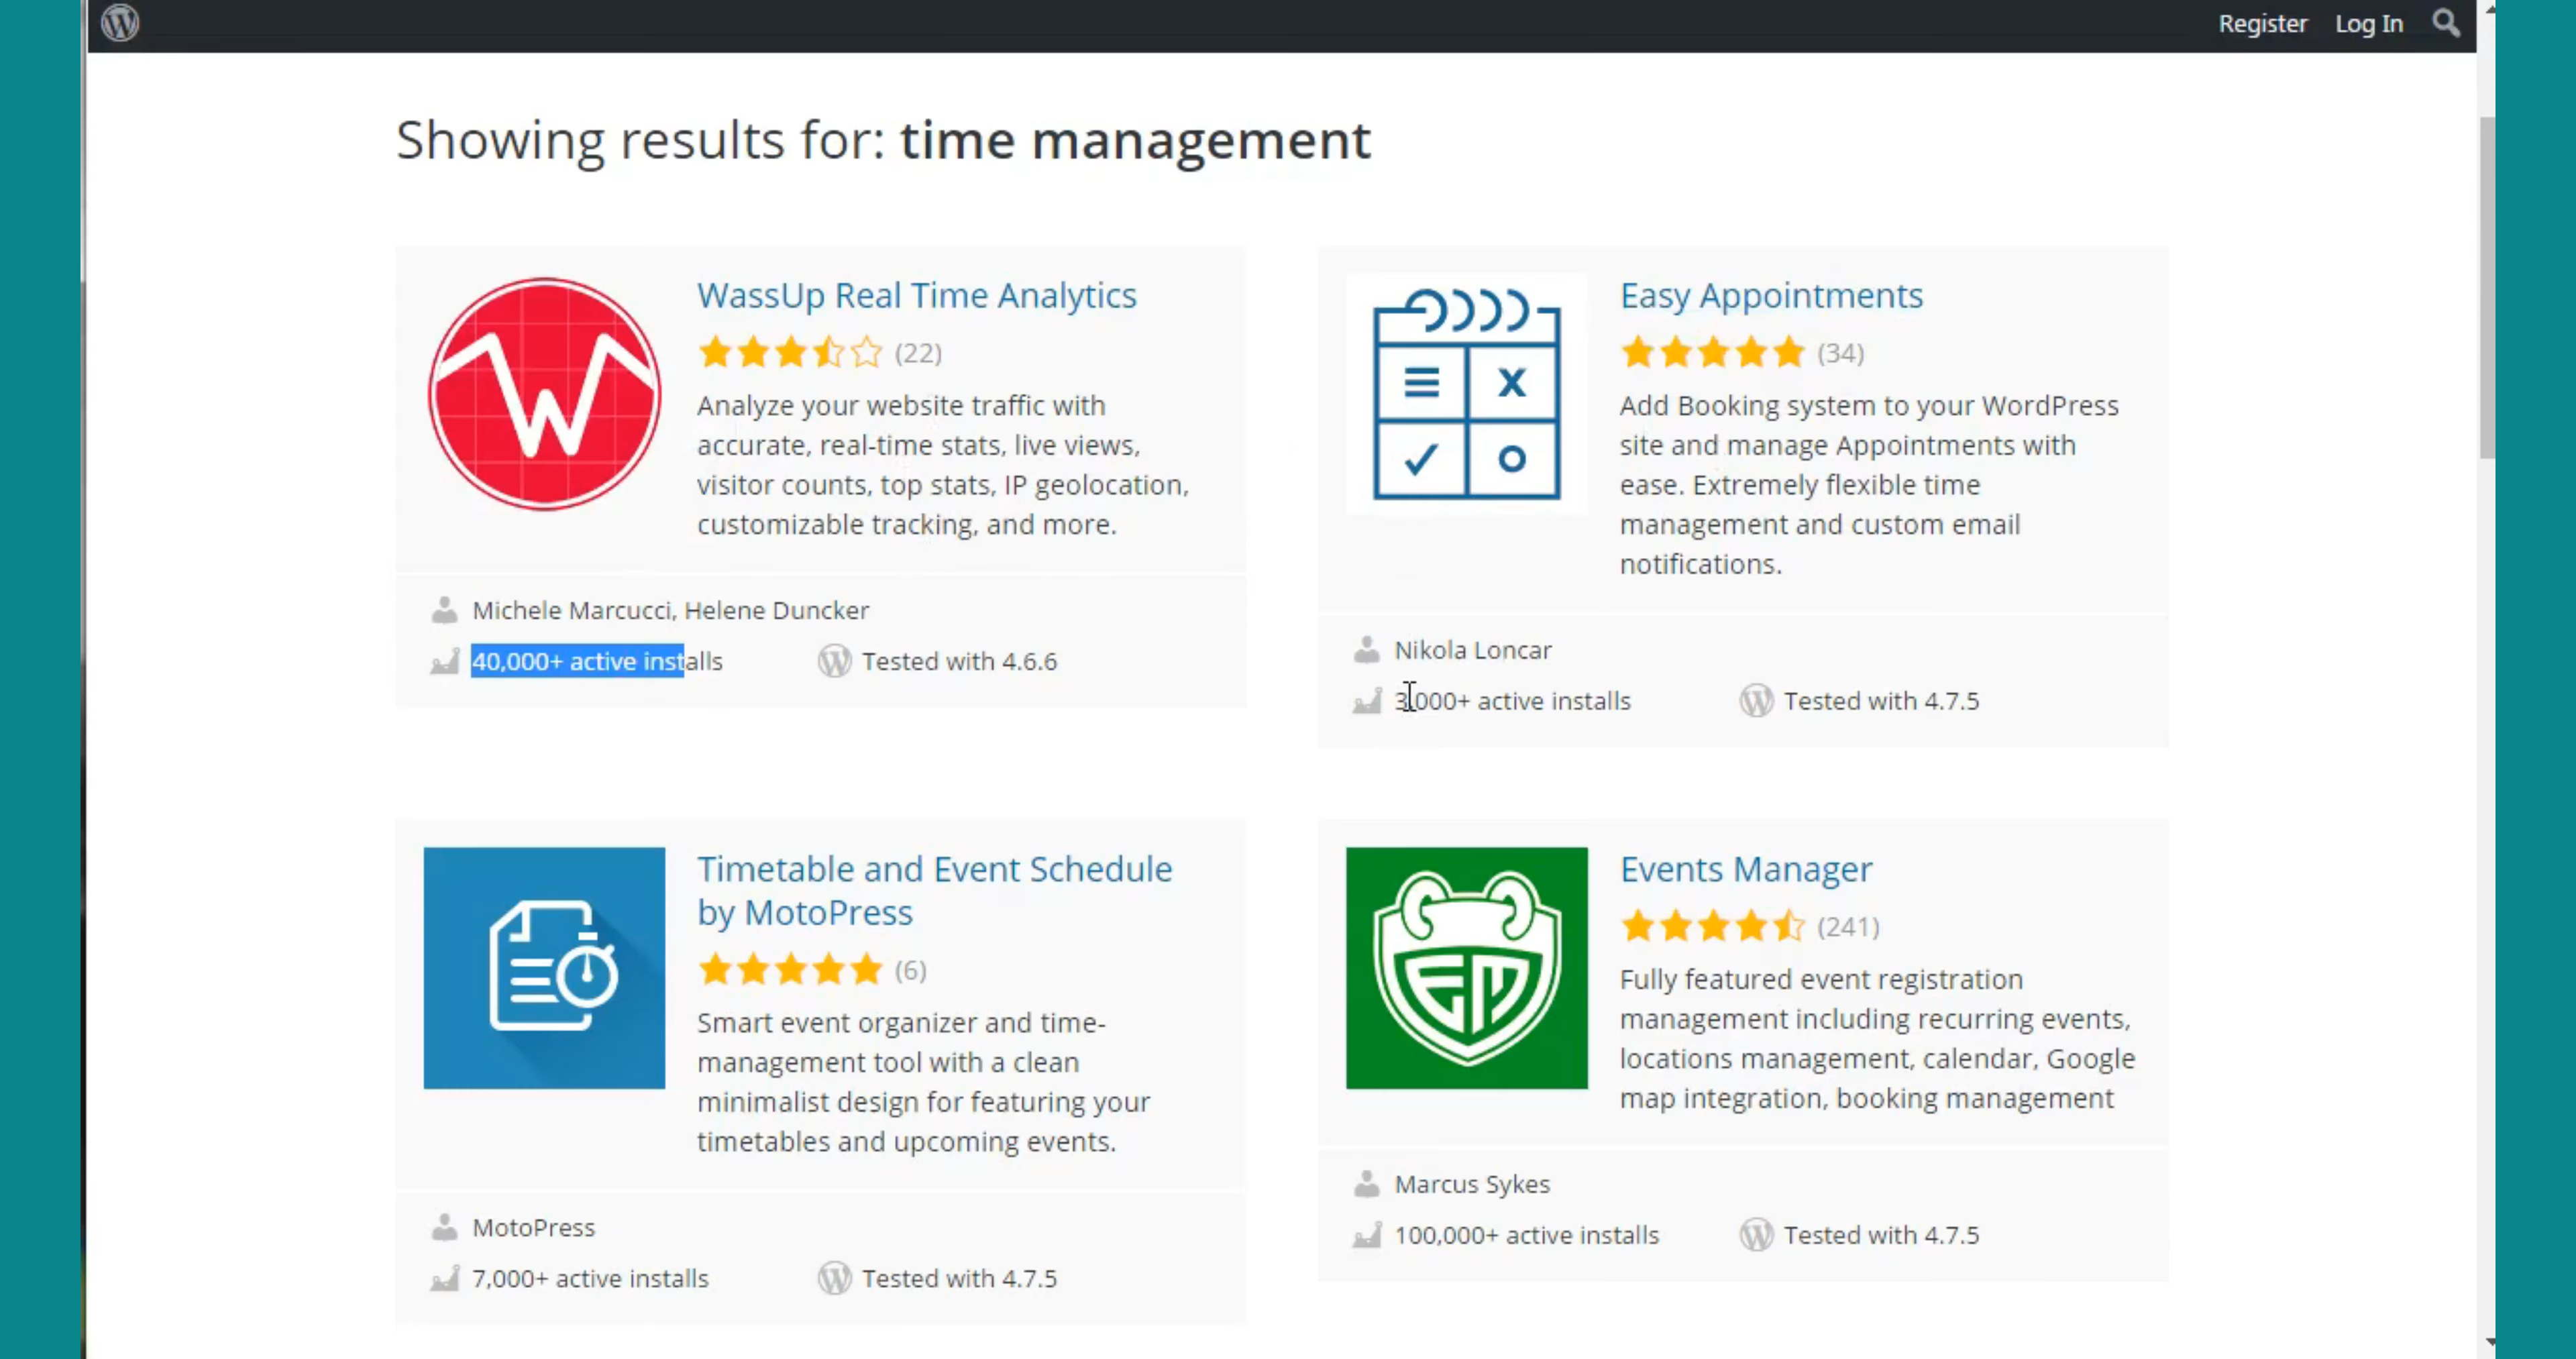 Register Log In
Showing results for: time management
WassUp Real Time Analytics
(22)
Analyze your website traffic with
accurate, real-time stats, live views,
visitor counts, top stats, IP geolocation,
customizable tracking, and more.
Michele Marcucci, Helene Duncker
40,000+ active installs Tested with 4.6.6
Easy Appointments
(34)
Add Booking system to your WordPress
site and manage Appointments with
ease. Extremely flexible time
management and custom email
notifications.
Nikola Loncar
3,000+ active installs Tested with 4.7.5
Timetable and Event Schedule
by MotoPress
(6)
Smart event organizer and time-
management tool with a clean
minimalist design for featuring your
timetables and upcoming events.
MotoPress
7,000+ active installs Tested with 4.7.5
Events Manager
(241)
Fully featured event registration
management including recurring events,
locations management, calendar, Google
map integration, booking management
Marcus Sykes
100,000+ active installs Tested with 4.7.5